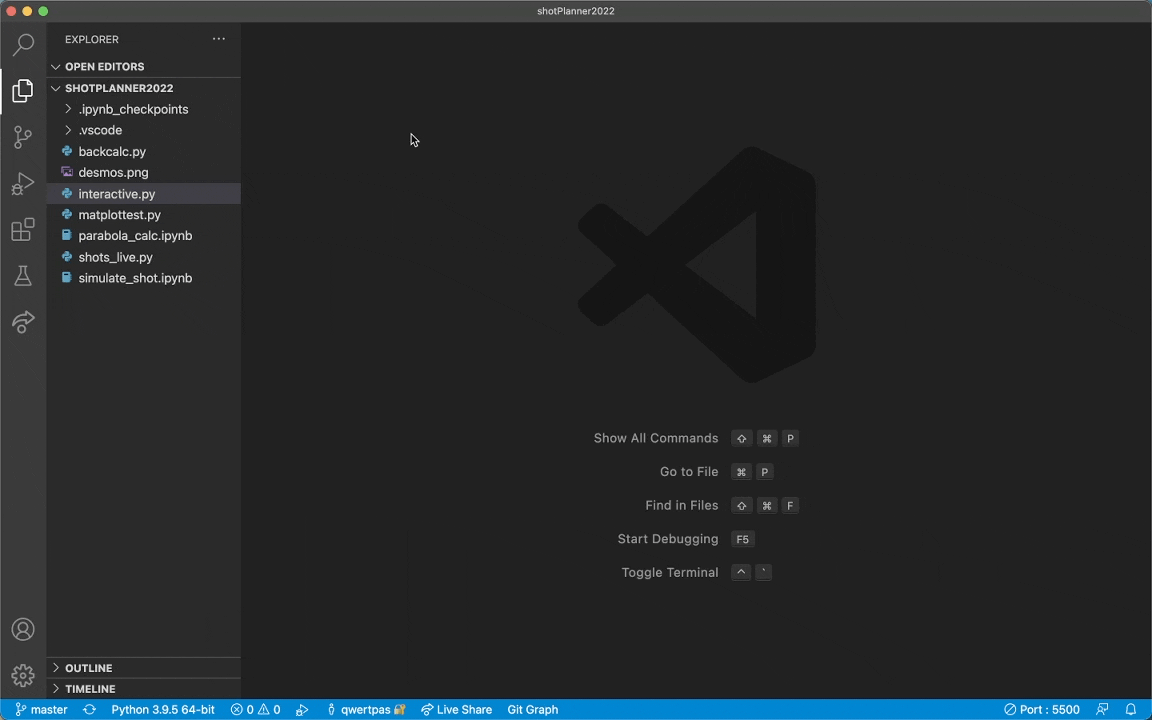 shotPlanner2022
EXPLORER
OPEN EDITORS
SHOTPLANNER2022
.ipynb_checkpoints
.vscode
backcalc.py
desmos.png
interactive.py
matplottest.py
parabola_calc.ipynb
shots_live.py
simulate_shot.ipynb
Show All Commands ⇧ ⌘ P
Go to File ⌘ P
Find in Files ⇧ ⌘ F
Start Debugging F5
Toggle Terminal ^ `
OUTLINE
TIMELINE
master Python 3.9.5 64-bit 0 0 qwertpas Live Share Git Graph Port : 5500